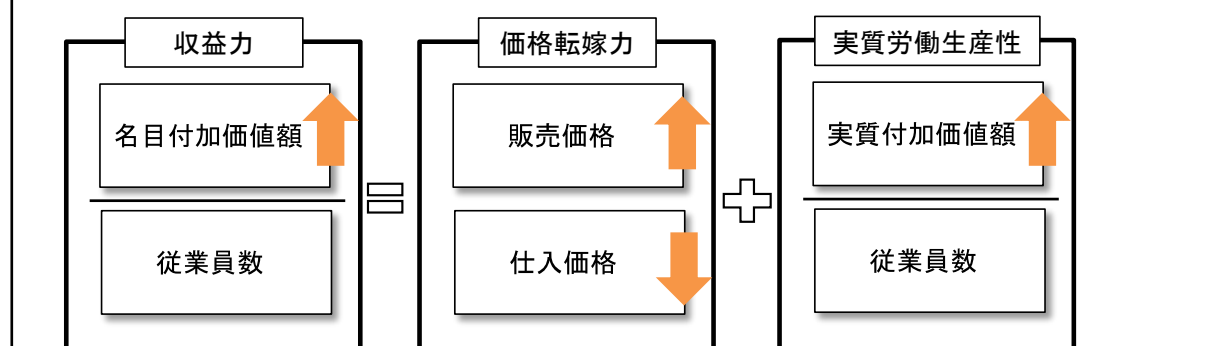 収益力
名目付加価値額
従業員数
価格転嫁力
販売価格
仕入価格
実質労働生産性
実質付加価値額
従業員数